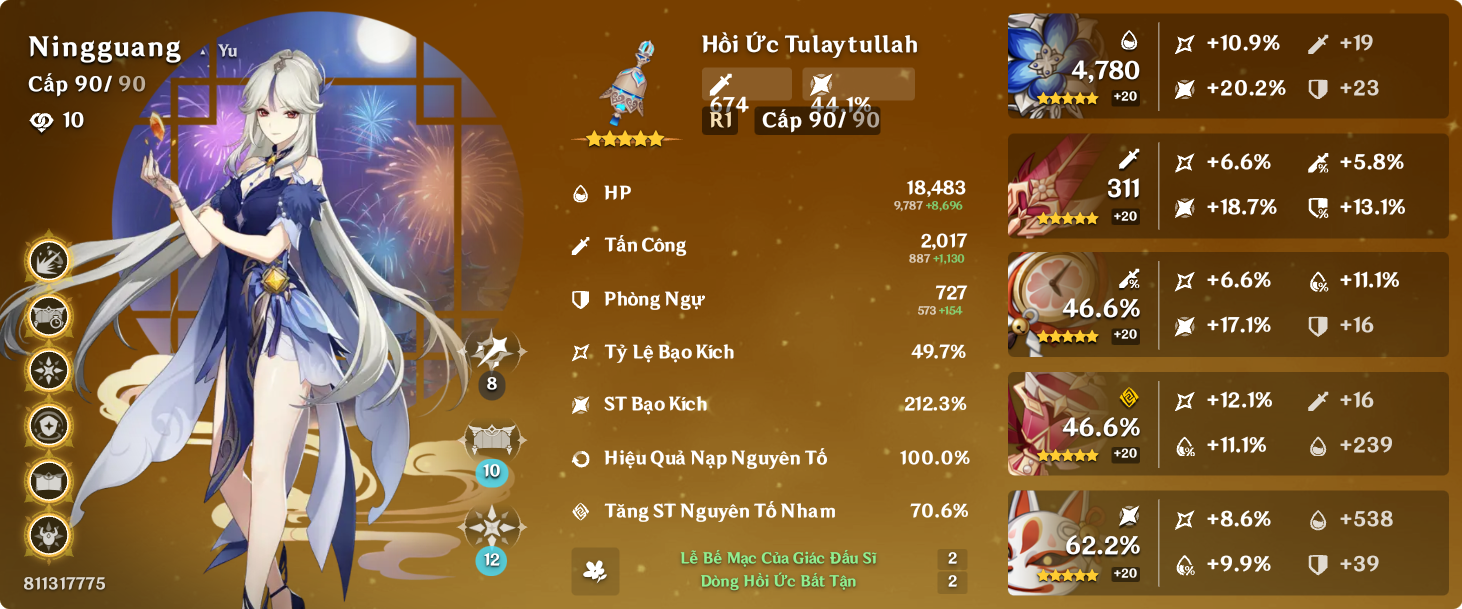 Ningguang Yu
Cấp 90/ 90
10
811317775
8
10
12
Hồi Ức Tulaytullah
674 44.1%
R1 Cấp 90/ 90
HP 18,483
9,787 +8,696
Tấn Công 2,017
887 +1,130
Phòng Ngự 727
573 +154
Tỷ Lệ Bạo Kích 49.7%
ST Bạo Kích 212.3%
Hiệu Quả Nạp Nguyên Tố 100.0%
Tăng ST Nguyên Tố Nham 70.6%
Lễ Bế Mạc Của Giác Đấu Sĩ 2
Dòng Hồi Ức Bất Tận 2
+10.9% +19
4,780
+20.2% +23
+20
+6.6% +5.8%
311
+18.7% +13.1%
+20
+6.6% +11.1%
46.6%
+17.1% +16
+20
+12.1% +16
46.6%
+11.1% +239
+20
+8.6% +538
62.2%
+9.9% +39
+20